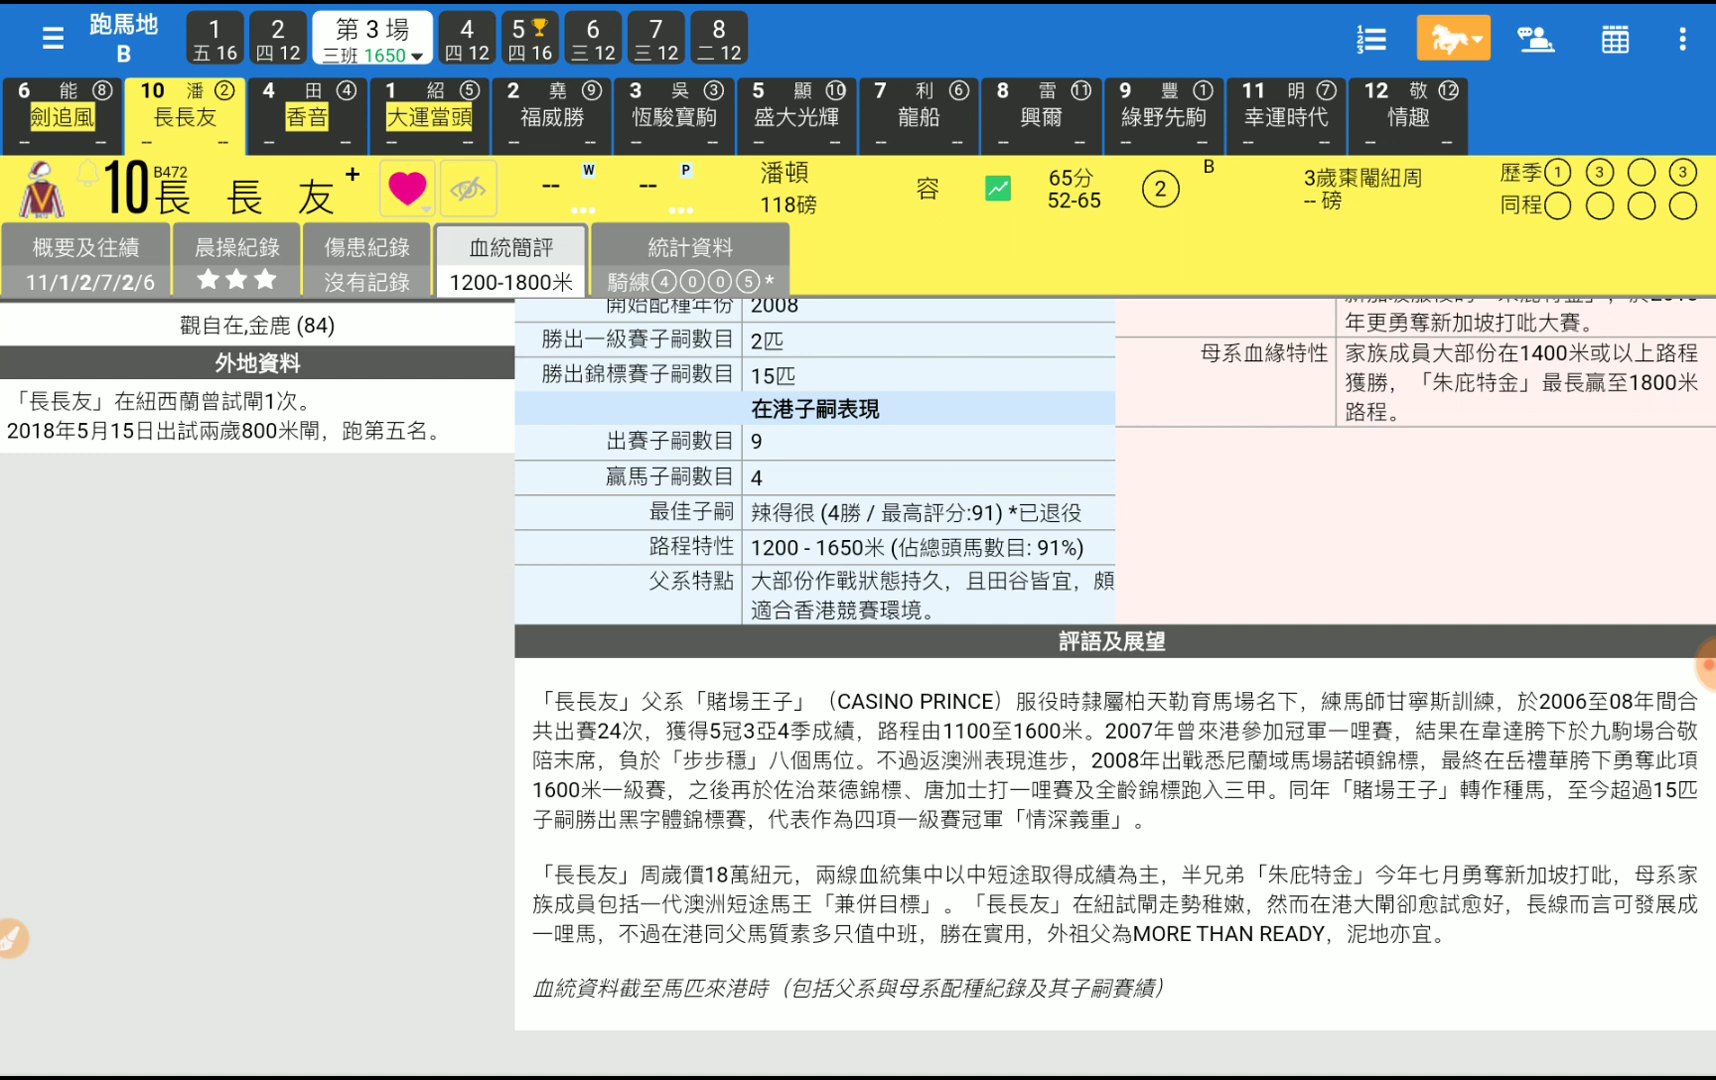 跑馬地
B
1
五 16
2
四 12
第 3 場
三班 1650
4
四 12
5
四 16
6
三 12
7
三 12
8
二 12
6 能 8
劍追風
-- --
10 潘 2
長長友
-- --
4 田 4
香音
-- --
1 紹 5
大運當頭
-- --
2 堯 9
福威勝
-- --
3 吳 3
恆駿寶駒
-- --
5 顯 10
盛大光輝
-- --
7 利 6
龍船
-- --
8 雷 11
興爾
-- --
9 豐 1
綠野先駒
-- --
11 明 7
幸運時代
-- --
12 敬 12
情趣
-- --
10 B472
長長友 +
-- W
-- P
潘頓
118磅
容
65分
52-65
2
B
3歲東閹紐周
-- 磅
歷季 1 3 3
同程
概要及往績
11/1/2/7/2/6
晨操紀錄
★★★
傷患紀錄
沒有記錄
血統簡評
1200-1800米
統計資料
騎練 4 0 0 5 *
觀自在,金鹿 (84)
外地資料
「長長友」在紐西蘭曾試閘1次。
2018年5月15日出試兩歲800米閘，跑第五名。
開始配種年份 2008
勝出一級賽子嗣數目 2匹
勝出錦標賽子嗣數目 15匹
在港子嗣表現
出賽子嗣數目 9
贏馬子嗣數目 4
最佳子嗣 辣得很 (4勝 / 最高評分:91) *已退役
路程特性 1200 - 1650米 (佔總頭馬數目: 91%)
父系特點 大部份作戰狀態持久，且田谷皆宜，頗
適合香港競賽環境。
年更勇奪新加坡打吡大賽。
母系血緣特性 家族成員大部份在1400米或以上路程
獲勝，「朱庇特金」最長贏至1800米
路程。
評語及展望
「長長友」父系「賭場王子」（CASINO PRINCE）服役時隸屬柏天勒育馬場名下，練馬師甘寧斯訓練，於2006至08年間合
共出賽24次，獲得5冠3亞4季成績，路程由1100至1600米。2007年曾來港參加冠軍一哩賽，結果在韋達胯下於九駒場合敬
陪末席，負於「步步穩」八個馬位。不過返澳洲表現進步，2008年出戰悉尼蘭域馬場諾頓錦標，最終在岳禮華胯下勇奪此項
1600米一級賽，之後再於佐治萊德錦標、唐加士打一哩賽及全齡錦標跑入三甲。同年「賭場王子」轉作種馬，至今超過15匹
子嗣勝出黑字體錦標賽，代表作為四項一級賽冠軍「情深義重」。
「長長友」周歲價18萬紐元，兩線血統集中以中短途取得成績為主，半兄弟「朱庇特金」今年七月勇奪新加坡打吡，母系家
族成員包括一代澳洲短途馬王「兼併目標」。「長長友」在紐試閘走勢稚嫩，然而在港大閘卻愈試愈好，長線而言可發展成
一哩馬，不過在港同父馬質素多只值中班，勝在實用，外祖父為MORE THAN READY，泥地亦宜。
血統資料截至馬匹來港時（包括父系與母系配種紀錄及其子嗣賽績）